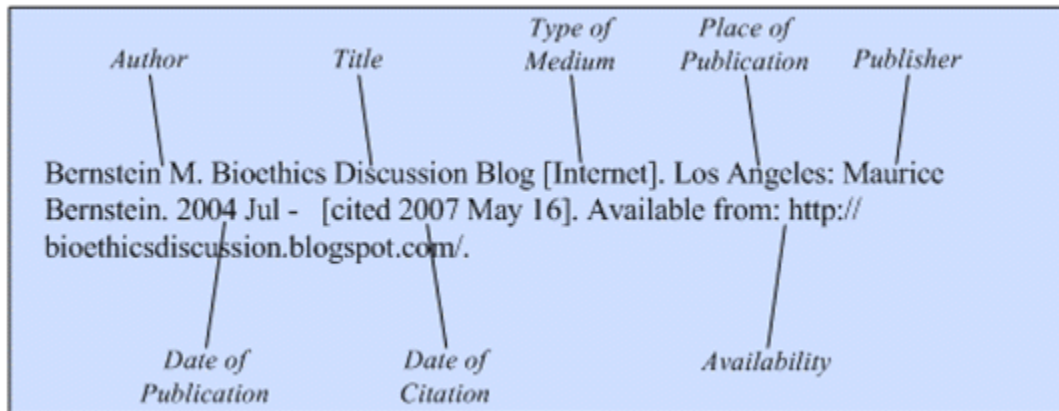 Author Title Type of Medium Place of Publication Publisher
Bernstein M. Bioethics Discussion Blog [Internet]. Los Angeles: Maurice
Bernstein. 2004 Jul -   [cited 2007 May 16]. Available from: http://
bioethicsdiscussion.blogspot.com/.
Date of Publication Date of Citation Availability